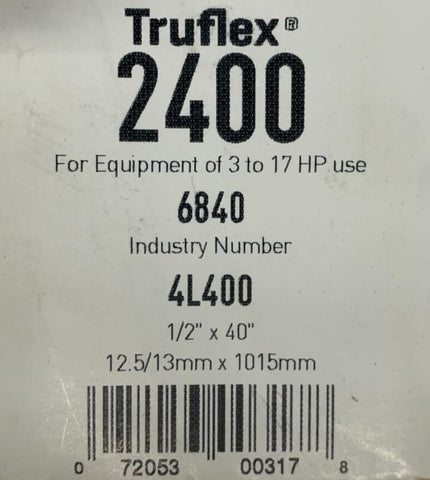 Truflex®
2400
For Equipment of 3 to 17 HP use
6840
Industry Number
4L400
1/2" x 40"
12.5/13mm x 1015mm
0 72053 00317 8